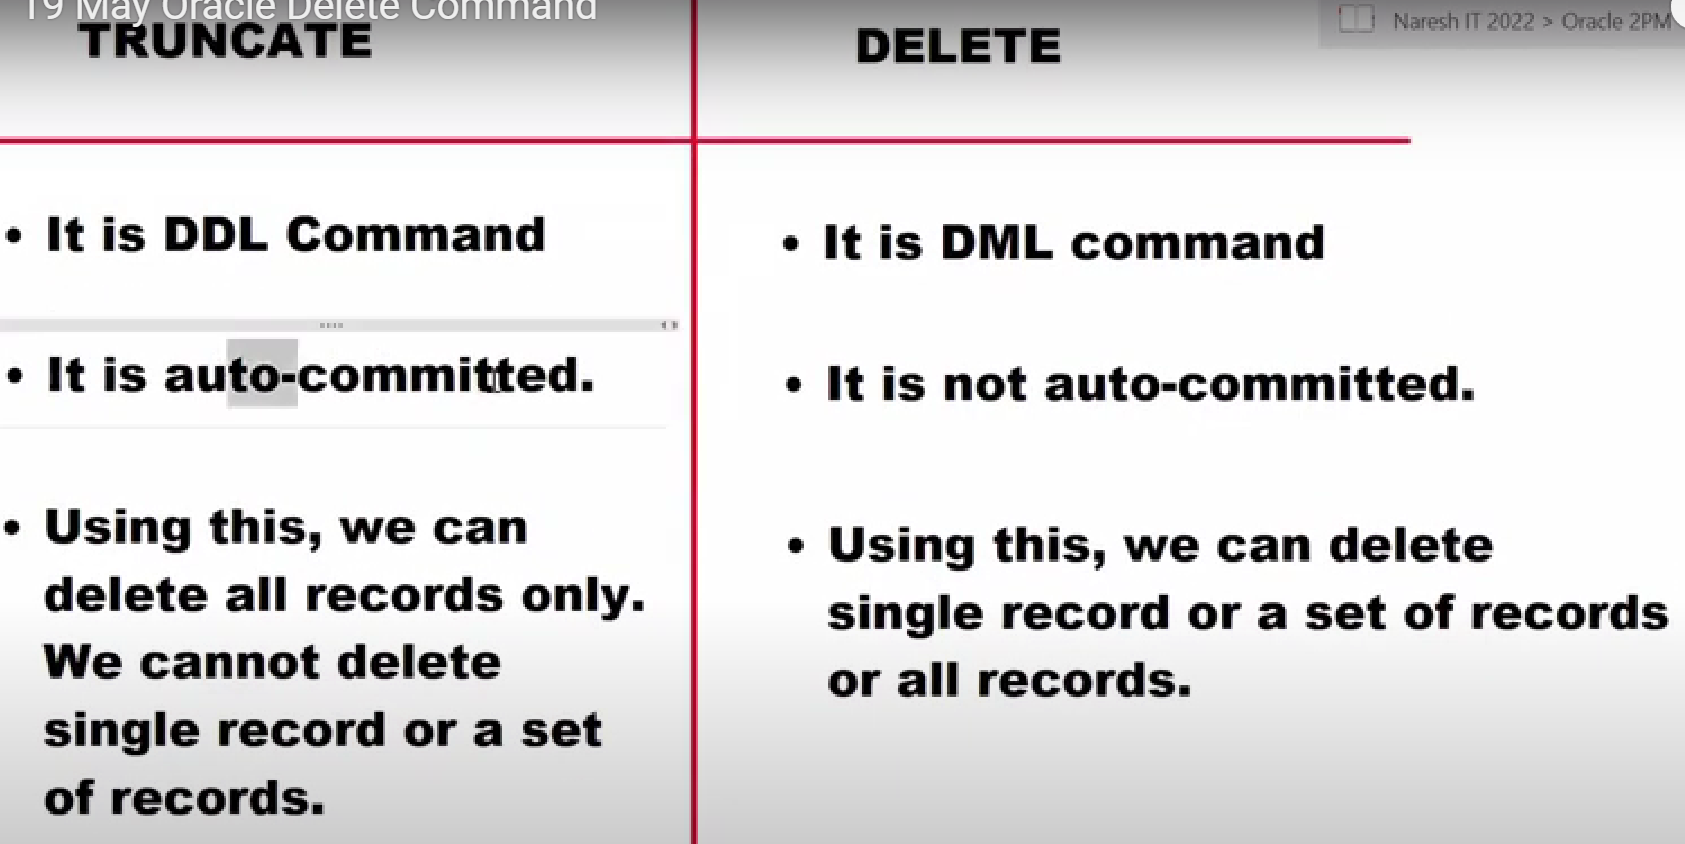 19 May Oracle Delete Command
Naresh IT 2022 > Oracle 2PM
TRUNCATE
DELETE
• It is DDL Command
• It is auto-committed.
• Using this, we can
delete all records only.
We cannot delete
single record or a set
of records.
• It is DML command
• It is not auto-committed.
• Using this, we can delete
single record or a set of records
or all records.